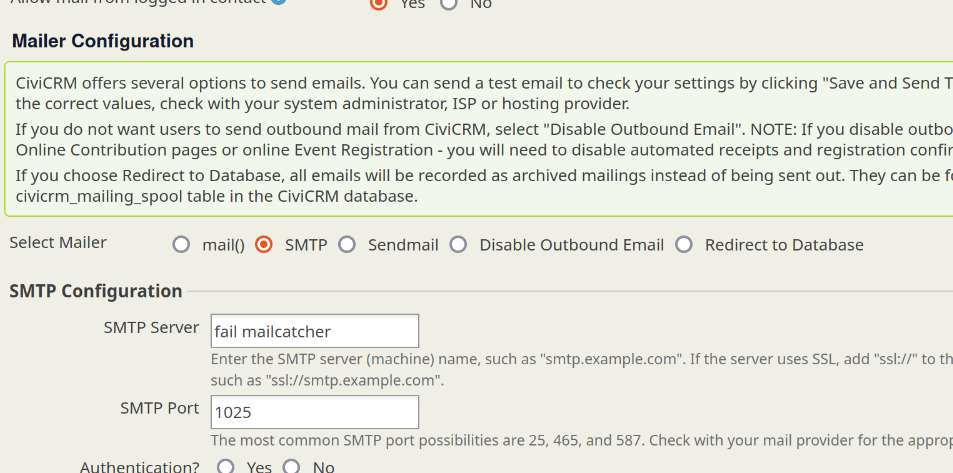 Allow mail from logged in contact Yes No
Mailer Configuration
CiviCRM offers several options to send emails. You can send a test email to check your settings by clicking "Save and Send T
the correct values, check with your system administrator, ISP or hosting provider.
If you do not want users to send outbound mail from CiviCRM, select "Disable Outbound Email". NOTE: If you disable outbo
Online Contribution pages or online Event Registration - you will need to disable automated receipts and registration confir
If you choose Redirect to Database, all emails will be recorded as archived mailings instead of being sent out. They can be fo
civicrm_mailing_spool table in the CiviCRM database.
Select Mailer mail() SMTP Sendmail Disable Outbound Email Redirect to Database
SMTP Configuration
SMTP Server fail mailcatcher
Enter the SMTP server (machine) name, such as "smtp.example.com". If the server uses SSL, add "ssl://" to th
such as "ssl://smtp.example.com".
SMTP Port 1025
The most common SMTP port possibilities are 25, 465, and 587. Check with your mail provider for the approp
Authentication? Yes No